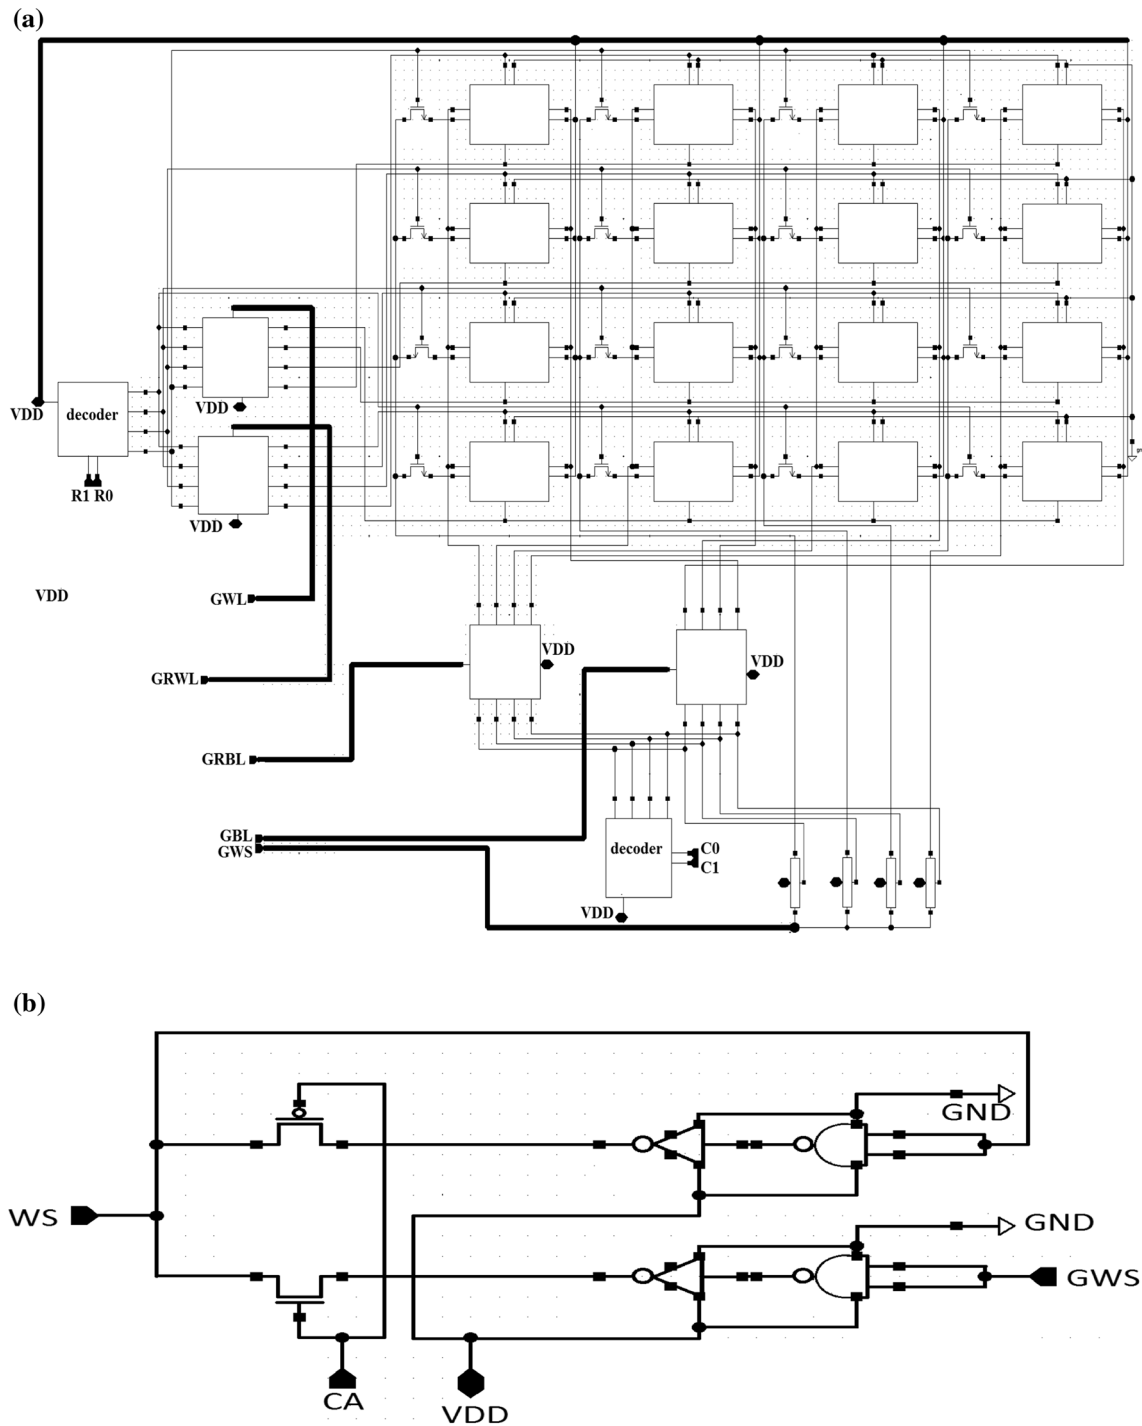 (a)
VDD
decoder
R1 R0
VDD
VDD
VDD
GWL
GRWL
GRBL
GBL
GWS
VDD
VDD
decoder
C0
C1
VDD
(b)
WS
CA
VDD
GND
GND
GWS